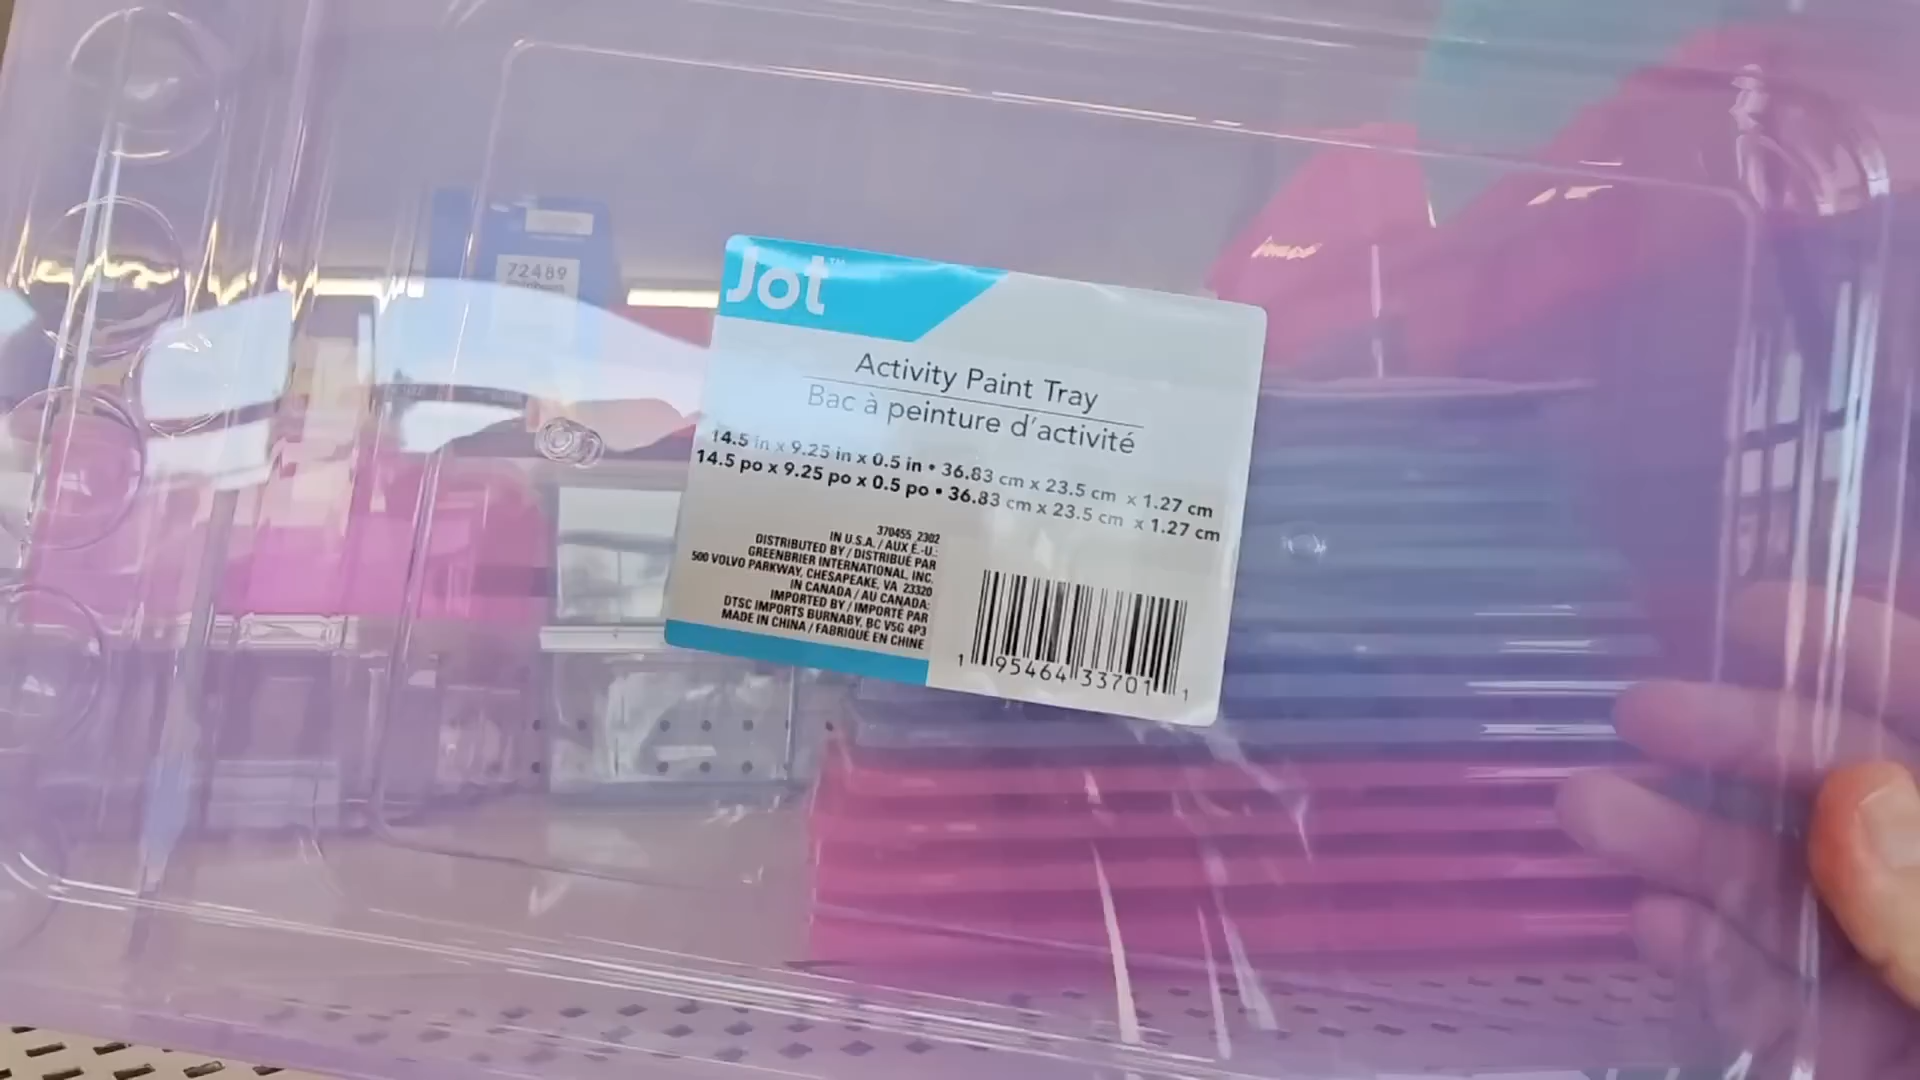 72489
Jot™
Activity Paint Tray
Bac à peinture d'activité
14.5 in x 9.25 in x 0.5 in • 36.83 cm x 23.5 cm x 1.27 cm
14.5 po x 9.25 po x 0.5 po • 36.83 cm x 23.5 cm x 1.27 cm
370455 2302
IN U.S.A. / AUX É.-U.:
DISTRIBUTED BY / DISTRIBUÉ PAR
GREENBRIER INTERNATIONAL, INC.
500 VOLVO PARKWAY, CHESAPEAKE, VA 23320
IN CANADA / AU CANADA:
IMPORTED BY / IMPORTÉ PAR
DTSC IMPORTS BURNABY, BC V5G 4P3
MADE IN CHINA / FABRIQUÉ EN CHINE
1 95464 33701 1